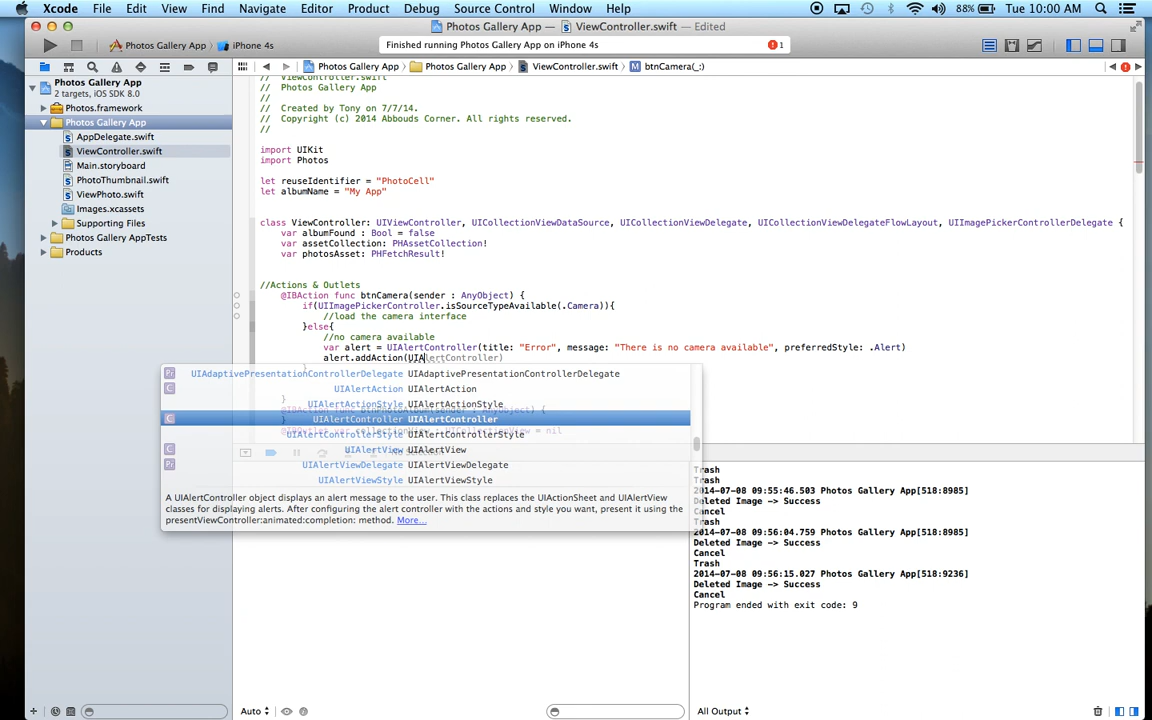 Xcode File Edit View Find Navigate Editor Product Debug Source Control Window Help 88% Tue 10:00 AM
Photos Gallery App — ViewController.swift — Edited
Photos Gallery App iPhone 4s Finished running Photos Gallery App on iPhone 4s 1
Photos Gallery App Photos Gallery App ViewController.swift btnCamera(_:)
Photos Gallery App
2 targets, iOS SDK 8.0
Photos.framework
Photos Gallery App
AppDelegate.swift
ViewController.swift
Main.storyboard
PhotoThumbnail.swift
ViewPhoto.swift
Images.xcassets
Supporting Files
Photos Gallery AppTests
Products
// ViewController.swift
// Photos Gallery App
//
// Created by Tony on 7/7/14.
// Copyright (c) 2014 Abbouds Corner. All rights reserved.
//
import UIKit
import Photos
let reuseIdentifier = "PhotoCell"
let albumName = "My App"
class ViewController: UIViewController, UICollectionViewDataSource, UICollectionViewDelegate, UICollectionViewDelegateFlowLayout, UIImagePickerControllerDelegate {
var albumFound : Bool = false
var assetCollection: PHAssetCollection!
var photosAsset: PHFetchResult!
//Actions & Outlets
@IBAction func btnCamera(sender : AnyObject) {
if(UIImagePickerController.isSourceTypeAvailable(.Camera)){
//load the camera interface
}else{
//no camera available
var alert = UIAlertController(title: "Error", message: "There is no camera available", preferredStyle: .Alert)
alert.addAction(UIAlertController)
UIAdaptivePresentationControllerDelegate UIAdaptivePresentationControllerDelegate
UIAlertAction UIAlertAction
UIAlertActionStyle UIAlertActionStyle
@IBAction func btnPhotoAlbum(sender : AnyObject) {
UIAlertController UIAlertController
@IBOutlet var collectionView : UICollectionView = nil
UIAlertControllerStyle UIAlertControllerStyle
UIAlertView UIAlertView
UIAlertViewDelegate UIAlertViewDelegate
UIAlertViewStyle UIAlertViewStyle
A UIAlertController object displays an alert message to the user. This class replaces the UIActionSheet and UIAlertView
classes for displaying alerts. After configuring the alert controller with the actions and style you want, present it using the
presentViewController:animated:completion: method. More...
Trash
Trash
2014-07-08 09:55:46.503 Photos Gallery App[518:8985]
Deleted Image -> Success
Cancel
Trash
2014-07-08 09:56:04.759 Photos Gallery App[518:8985]
Deleted Image -> Success
Cancel
Trash
2014-07-08 09:56:15.027 Photos Gallery App[518:9236]
Deleted Image -> Success
Cancel
Program ended with exit code: 9
Auto All Output